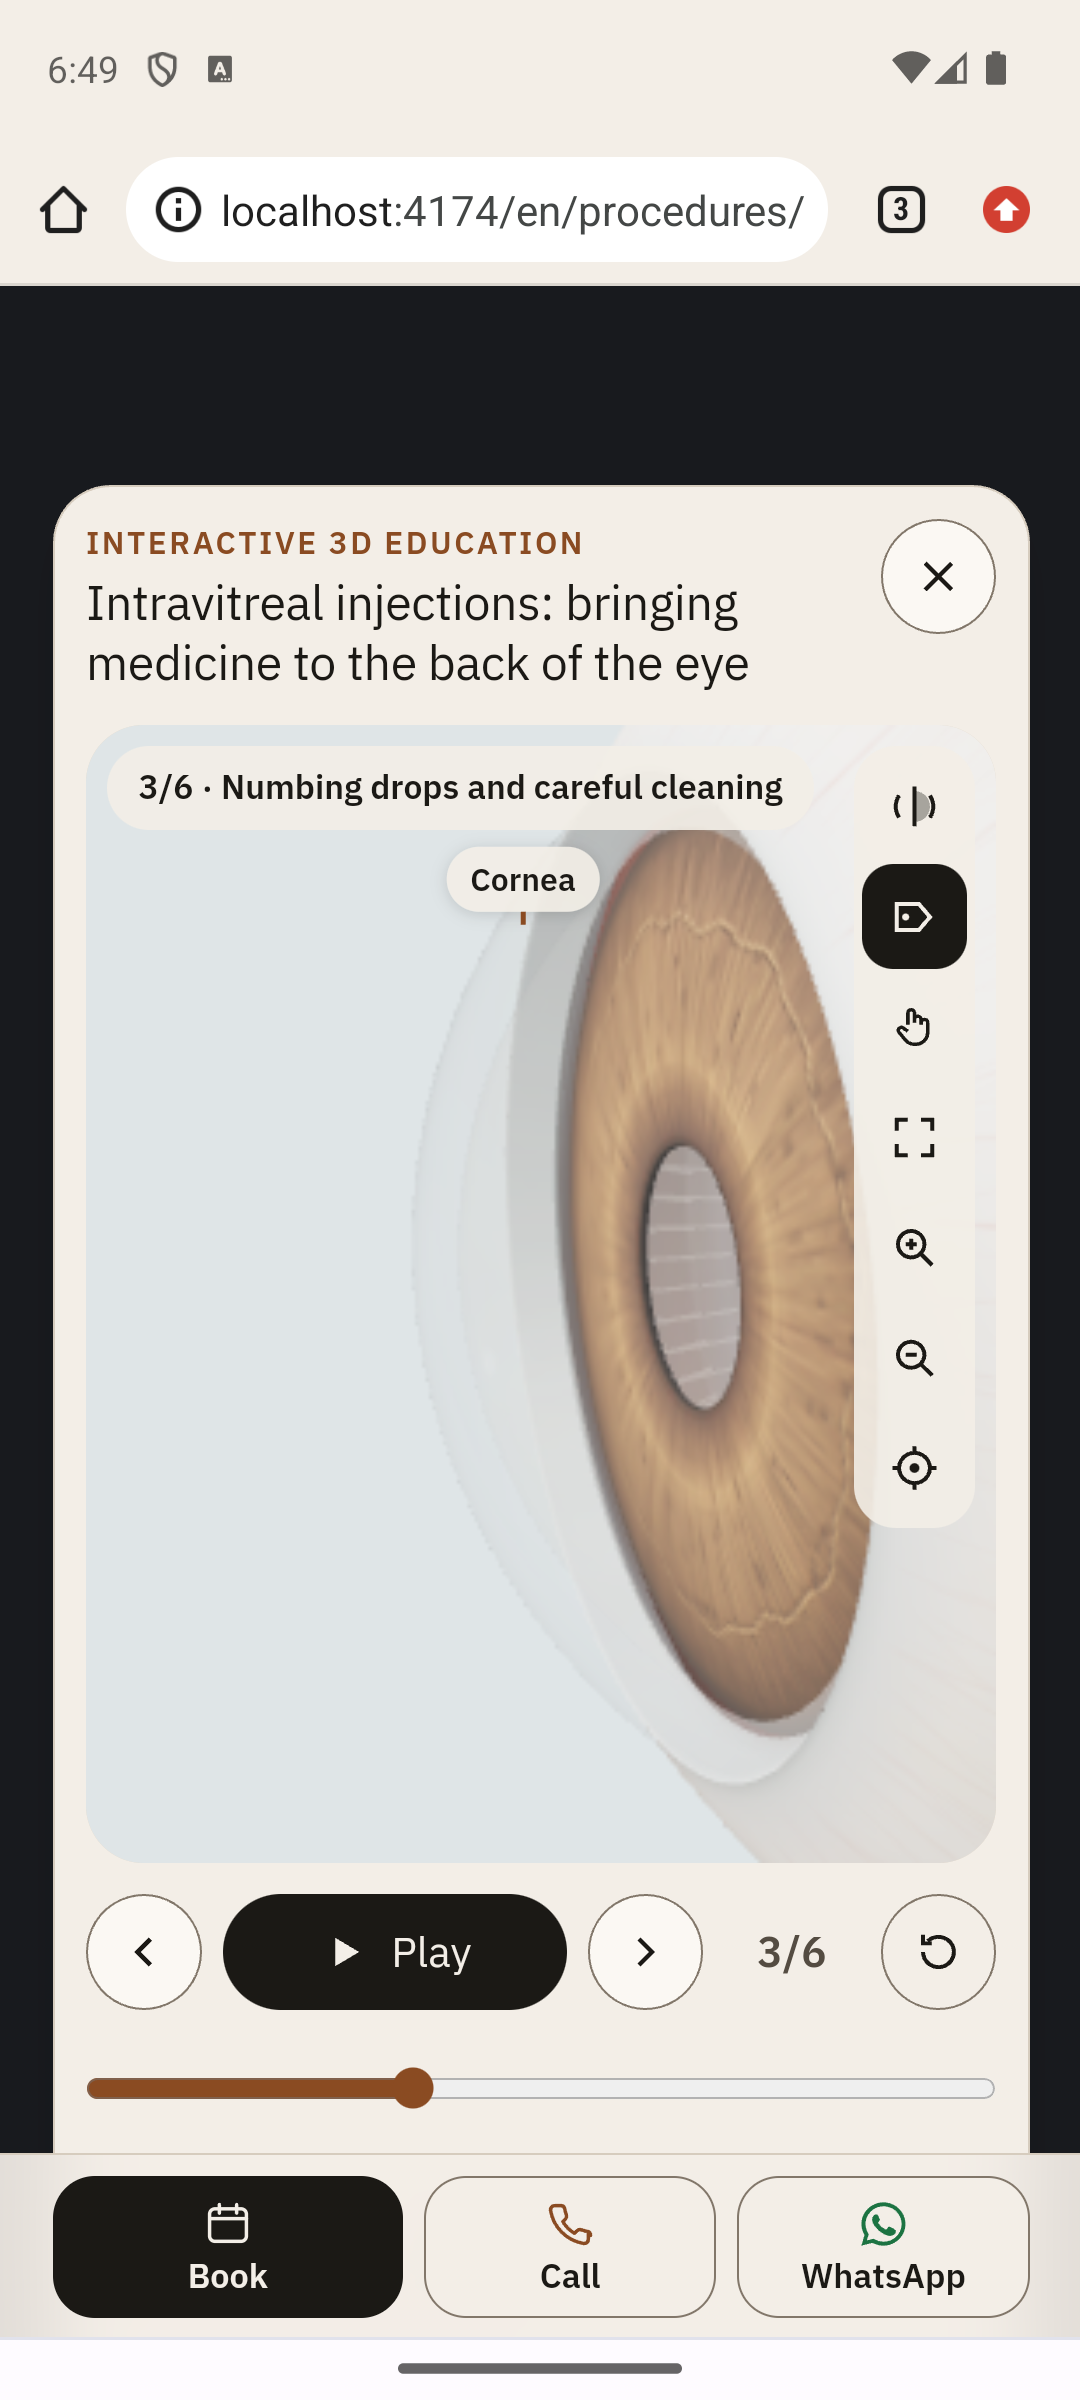 6:49
localhost:4174/en/procedures/
3
INTERACTIVE 3D EDUCATION
Intravitreal injections: bringing
medicine to the back of the eye
3/6 · Numbing drops and careful cleaning
Cornea
Play
3/6
Book
Call
WhatsApp